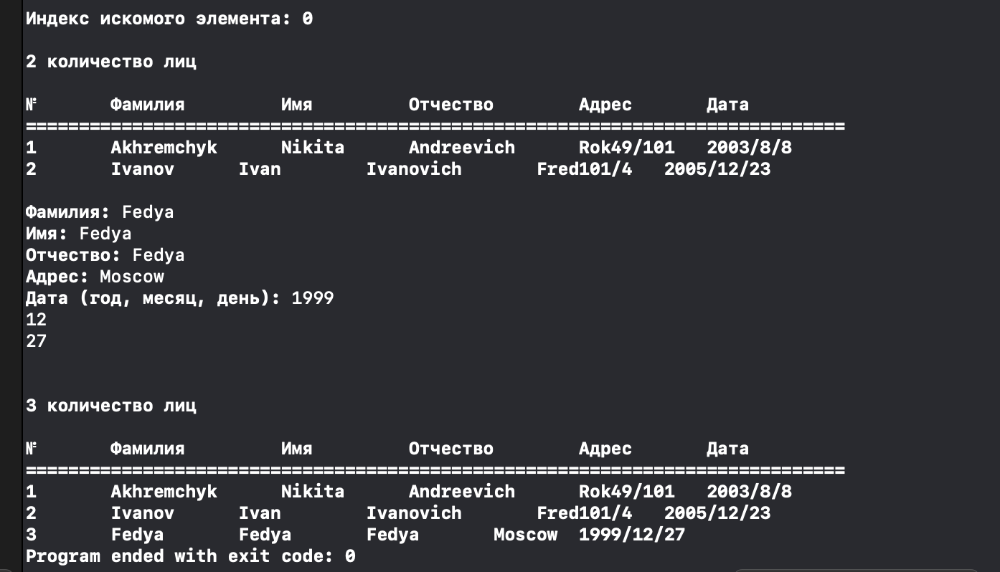 Индекс искомого элемента: 0
2 количество лиц
№ Фамилия Имя Отчество Адрес Дата
=============================================================================
1 Akhremchyk Nikita Andreevich Rok49/101 2003/8/8
2 Ivanov Ivan Ivanovich Fred101/4 2005/12/23
Фамилия: Fedya
Имя: Fedya
Отчество: Fedya
Адрес: Moscow
Дата (год, месяц, день): 1999
12
27
3 количество лиц
№ Фамилия Имя Отчество Адрес Дата
=============================================================================
1 Akhremchyk Nikita Andreevich Rok49/101 2003/8/8
2 Ivanov Ivan Ivanovich Fred101/4 2005/12/23
3 Fedya Fedya Fedya Moscow 1999/12/27
Program ended with exit code: 0